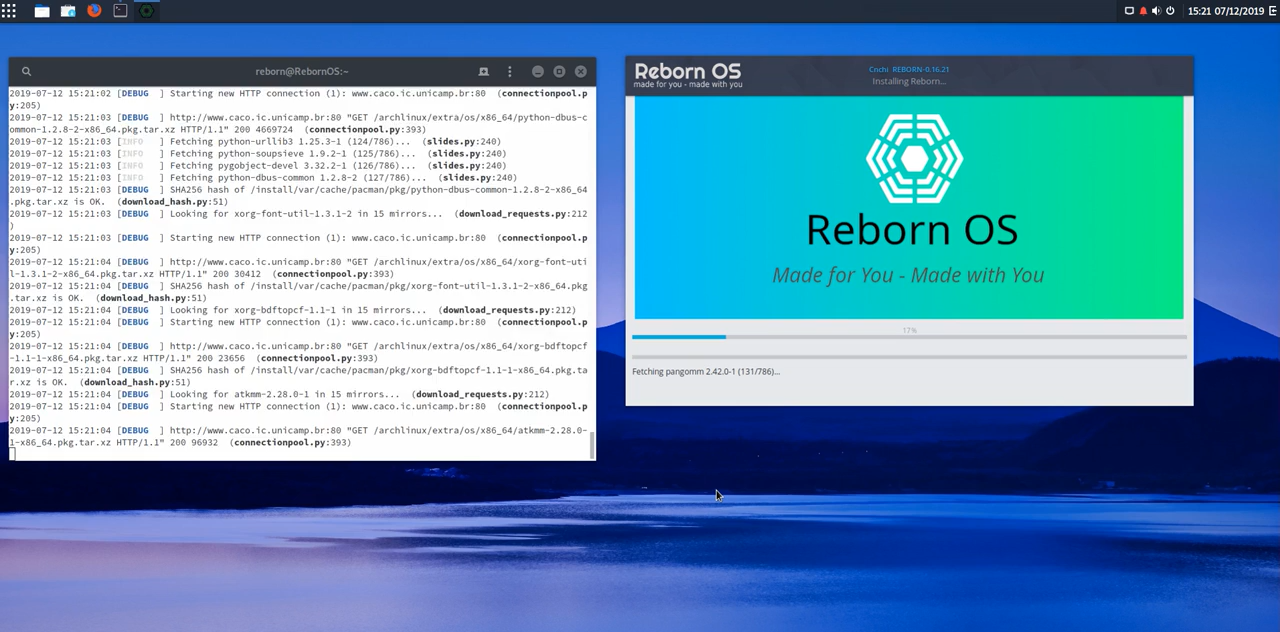 15:21 07/12/2019
reborn@RebornOS:~
2019-07-12 15:21:02 [DEBUG  ] Starting new HTTP connection (1): www.caco.ic.unicamp.br:80  (connectionpool.p
y:205)
2019-07-12 15:21:03 [DEBUG  ] http://www.caco.ic.unicamp.br:80 "GET /archlinux/extra/os/x86_64/python-dbus-c
ommon-1.2.8-2-x86_64.pkg.tar.xz HTTP/1.1" 200 4669724  (connectionpool.py:393)
2019-07-12 15:21:03 [INFO   ] Fetching python-urllib3 1.25.3-1 (124/786)...  (slides.py:240)
2019-07-12 15:21:03 [INFO   ] Fetching python-soupsieve 1.9.2-1 (125/786)...  (slides.py:240)
2019-07-12 15:21:03 [INFO   ] Fetching pygobject-devel 3.32.2-1 (126/786)...  (slides.py:240)
2019-07-12 15:21:03 [INFO   ] Fetching python-dbus-common 1.2.8-2 (127/786)...  (slides.py:240)
2019-07-12 15:21:03 [DEBUG  ] SHA256 hash of /install/var/cache/pacman/pkg/python-dbus-common-1.2.8-2-x86_64
.pkg.tar.xz is OK.  (download_hash.py:51)
2019-07-12 15:21:03 [DEBUG  ] Looking for xorg-font-util-1.3.1-2 in 15 mirrors...  (download_requests.py:212
)
2019-07-12 15:21:03 [DEBUG  ] Starting new HTTP connection (1): www.caco.ic.unicamp.br:80  (connectionpool.p
y:205)
2019-07-12 15:21:04 [DEBUG  ] http://www.caco.ic.unicamp.br:80 "GET /archlinux/extra/os/x86_64/xorg-font-uti
l-1.3.1-2-x86_64.pkg.tar.xz HTTP/1.1" 200 30412  (connectionpool.py:393)
2019-07-12 15:21:04 [DEBUG  ] SHA256 hash of /install/var/cache/pacman/pkg/xorg-font-util-1.3.1-2-x86_64.pkg
.tar.xz is OK.  (download_hash.py:51)
2019-07-12 15:21:04 [DEBUG  ] Looking for xorg-bdftopcf-1.1-1 in 15 mirrors...  (download_requests.py:212)
2019-07-12 15:21:04 [DEBUG  ] Starting new HTTP connection (1): www.caco.ic.unicamp.br:80  (connectionpool.p
y:205)
2019-07-12 15:21:04 [DEBUG  ] http://www.caco.ic.unicamp.br:80 "GET /archlinux/extra/os/x86_64/xorg-bdftopcf
-1.1-1-x86_64.pkg.tar.xz HTTP/1.1" 200 23656  (connectionpool.py:393)
2019-07-12 15:21:04 [DEBUG  ] SHA256 hash of /install/var/cache/pacman/pkg/xorg-bdftopcf-1.1-1-x86_64.pkg.ta
r.xz is OK.  (download_hash.py:51)
2019-07-12 15:21:04 [DEBUG  ] Looking for atkmm-2.28.0-1 in 15 mirrors...  (download_requests.py:212)
2019-07-12 15:21:04 [DEBUG  ] Starting new HTTP connection (1): www.caco.ic.unicamp.br:80  (connectionpool.p
y:205)
2019-07-12 15:21:04 [DEBUG  ] http://www.caco.ic.unicamp.br:80 "GET /archlinux/extra/os/x86_64/atkmm-2.28.0-
1-x86_64.pkg.tar.xz HTTP/1.1" 200 96932  (connectionpool.py:393)
Reborn OS
made for you - made with you
Cnchi REBORN-0.16.21
Installing Reborn...
Reborn OS
Made for You - Made with You
17%
Fetching pangomm 2.42.0-1 (131/786)...